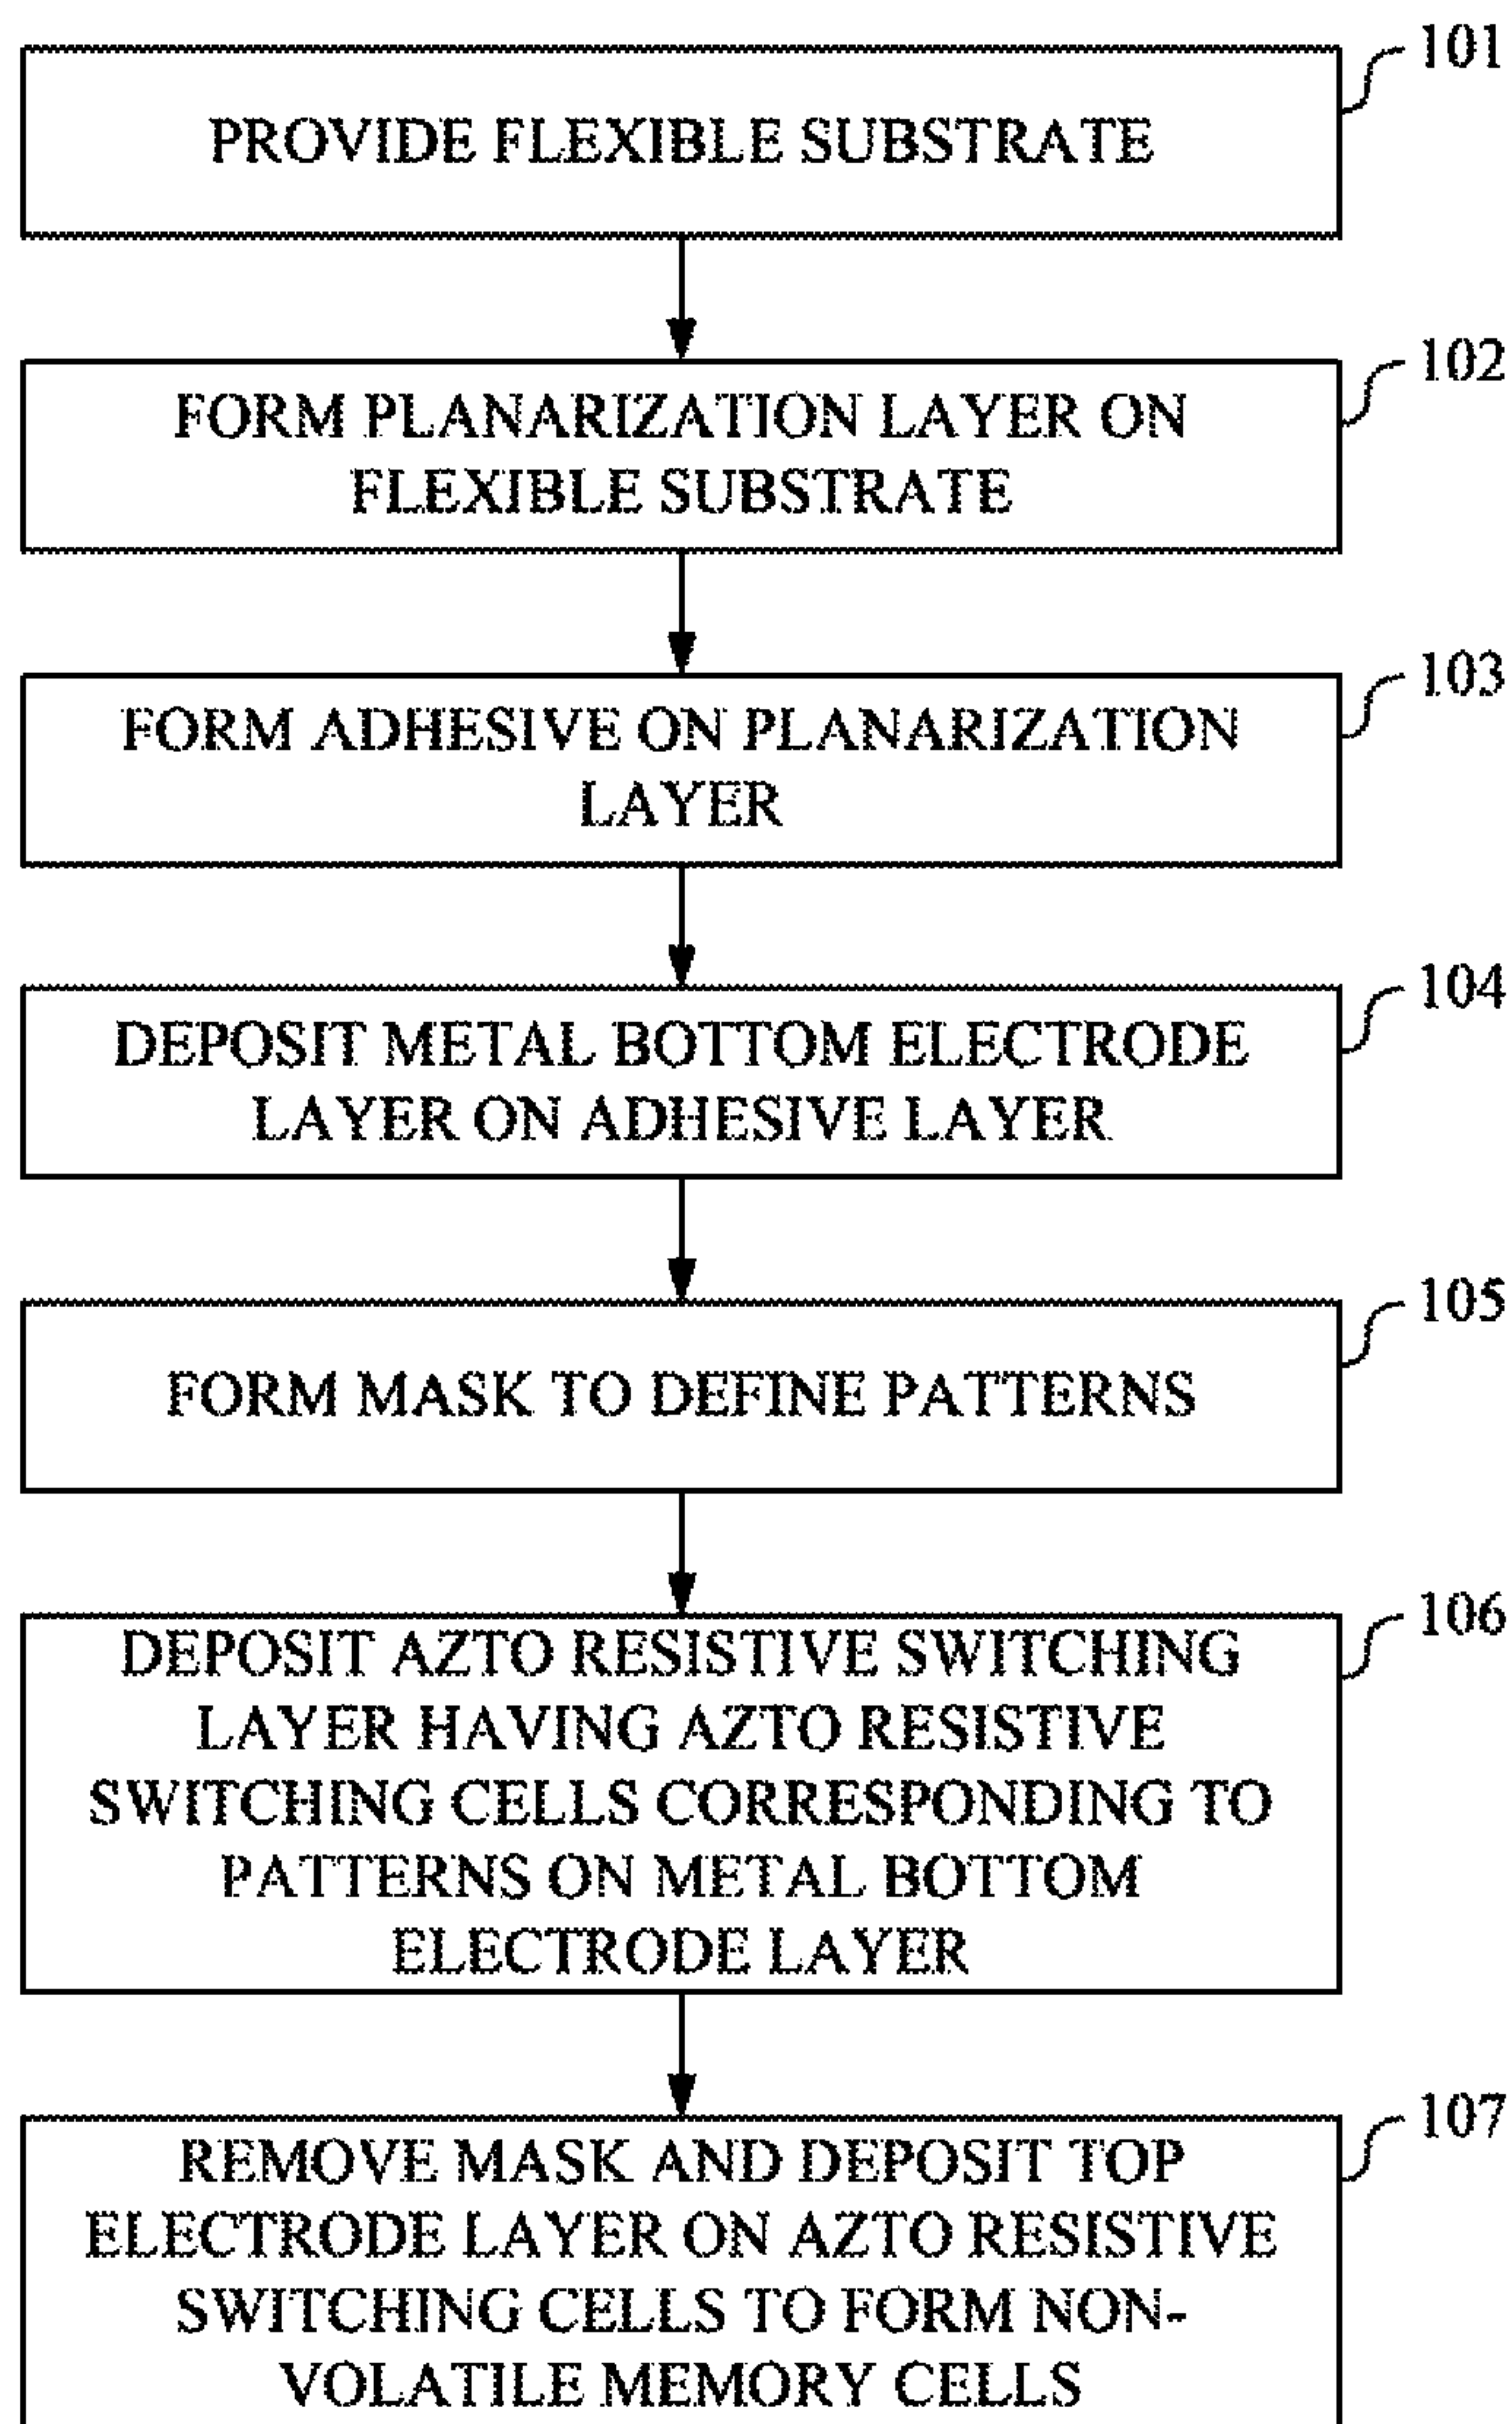 101
PROVIDE FLEXIBLE SUBSTRATE
102
FORM PLANARIZATION LAYER ON
FLEXIBLE SUBSTRATE
103
FORM ADHESIVE ON PLANARIZATION
LAYER
104
DEPOSIT METAL BOTTOM ELECTRODE
LAYER ON ADHESIVE LAYER
105
FORM MASK TO DEFINE PATTERNS
106
DEPOSIT AZTO RESISTIVE SWITCHING
LAYER HAVING AZTO RESISTIVE
SWITCHING CELLS CORRESPONDING TO
PATTERNS ON METAL BOTTOM
ELECTRODE LAYER
107
REMOVE MASK AND DEPOSIT TOP
ELECTRODE LAYER ON AZTO RESISTIVE
SWITCHING CELLS TO FORM NON-
VOLATILE MEMORY CELLS